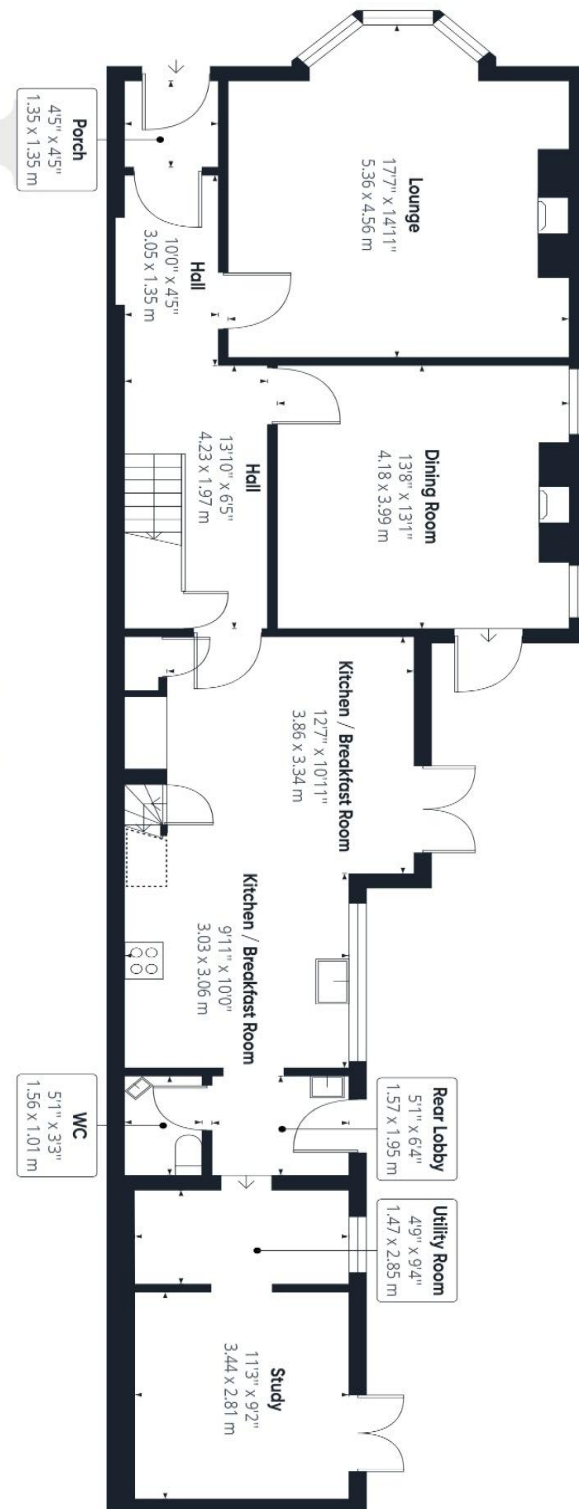 Lounge
17'7" x 14'11"
5.36 x 4.56 m
Porch
4'5" x 4'5"
1.35 x 1.35 m
Hall
10'0" x 4'5"
3.05 x 1.35 m
Dining Room
13'8" x 13'1"
4.18 x 3.99 m
Hall
13'10" x 6'5"
4.23 x 1.97 m
Kitchen / Breakfast Room
12'7" x 10'11"
3.86 x 3.34 m
Kitchen / Breakfast Room
9'11" x 10'0"
3.03 x 3.06 m
Rear Lobby
5'1" x 6'4"
1.57 x 1.95 m
WC
5'1" x 3'3"
1.56 x 1.01 m
Utility Room
4'9" x 9'4"
1.47 x 2.85 m
Study
11'3" x 9'2"
3.44 x 2.81 m